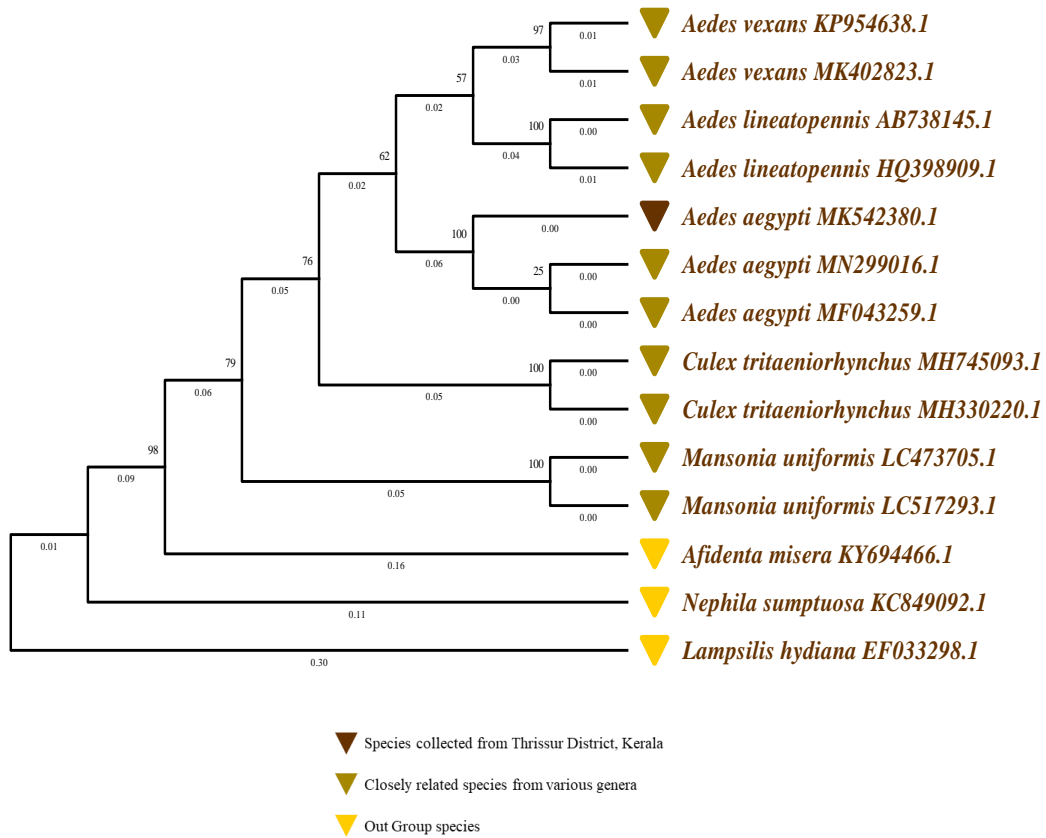 97
Aedes vexans KP954638.1
0.01
0.03
57
Aedes vexans MK402823.1
0.01
0.02
100
Aedes lineatopennis AB738145.1
0.00
0.04
62
Aedes lineatopennis HQ398909.1
0.01
0.02
Aedes aegypti MK542380.1
0.00
100
76
0.06
25
Aedes aegypti MN299016.1
0.00
0.05
0.00
Aedes aegypti MF043259.1
0.00
79
100
Culex tritaeniorhynchus MH745093.1
0.00
0.06
0.05
Culex tritaeniorhynchus MH330220.1
0.00
98
100
Mansonia uniformis LC473705.1
0.00
0.09
0.05
Mansonia uniformis LC517293.1
0.00
0.01
Afidenta misera KY694466.1
0.16
Nephila sumptuosa KC849092.1
0.11
Lampsilis hydiana EF033298.1
0.30
Species collected from Thrissur District, Kerala
Closely related species from various genera
Out Group species